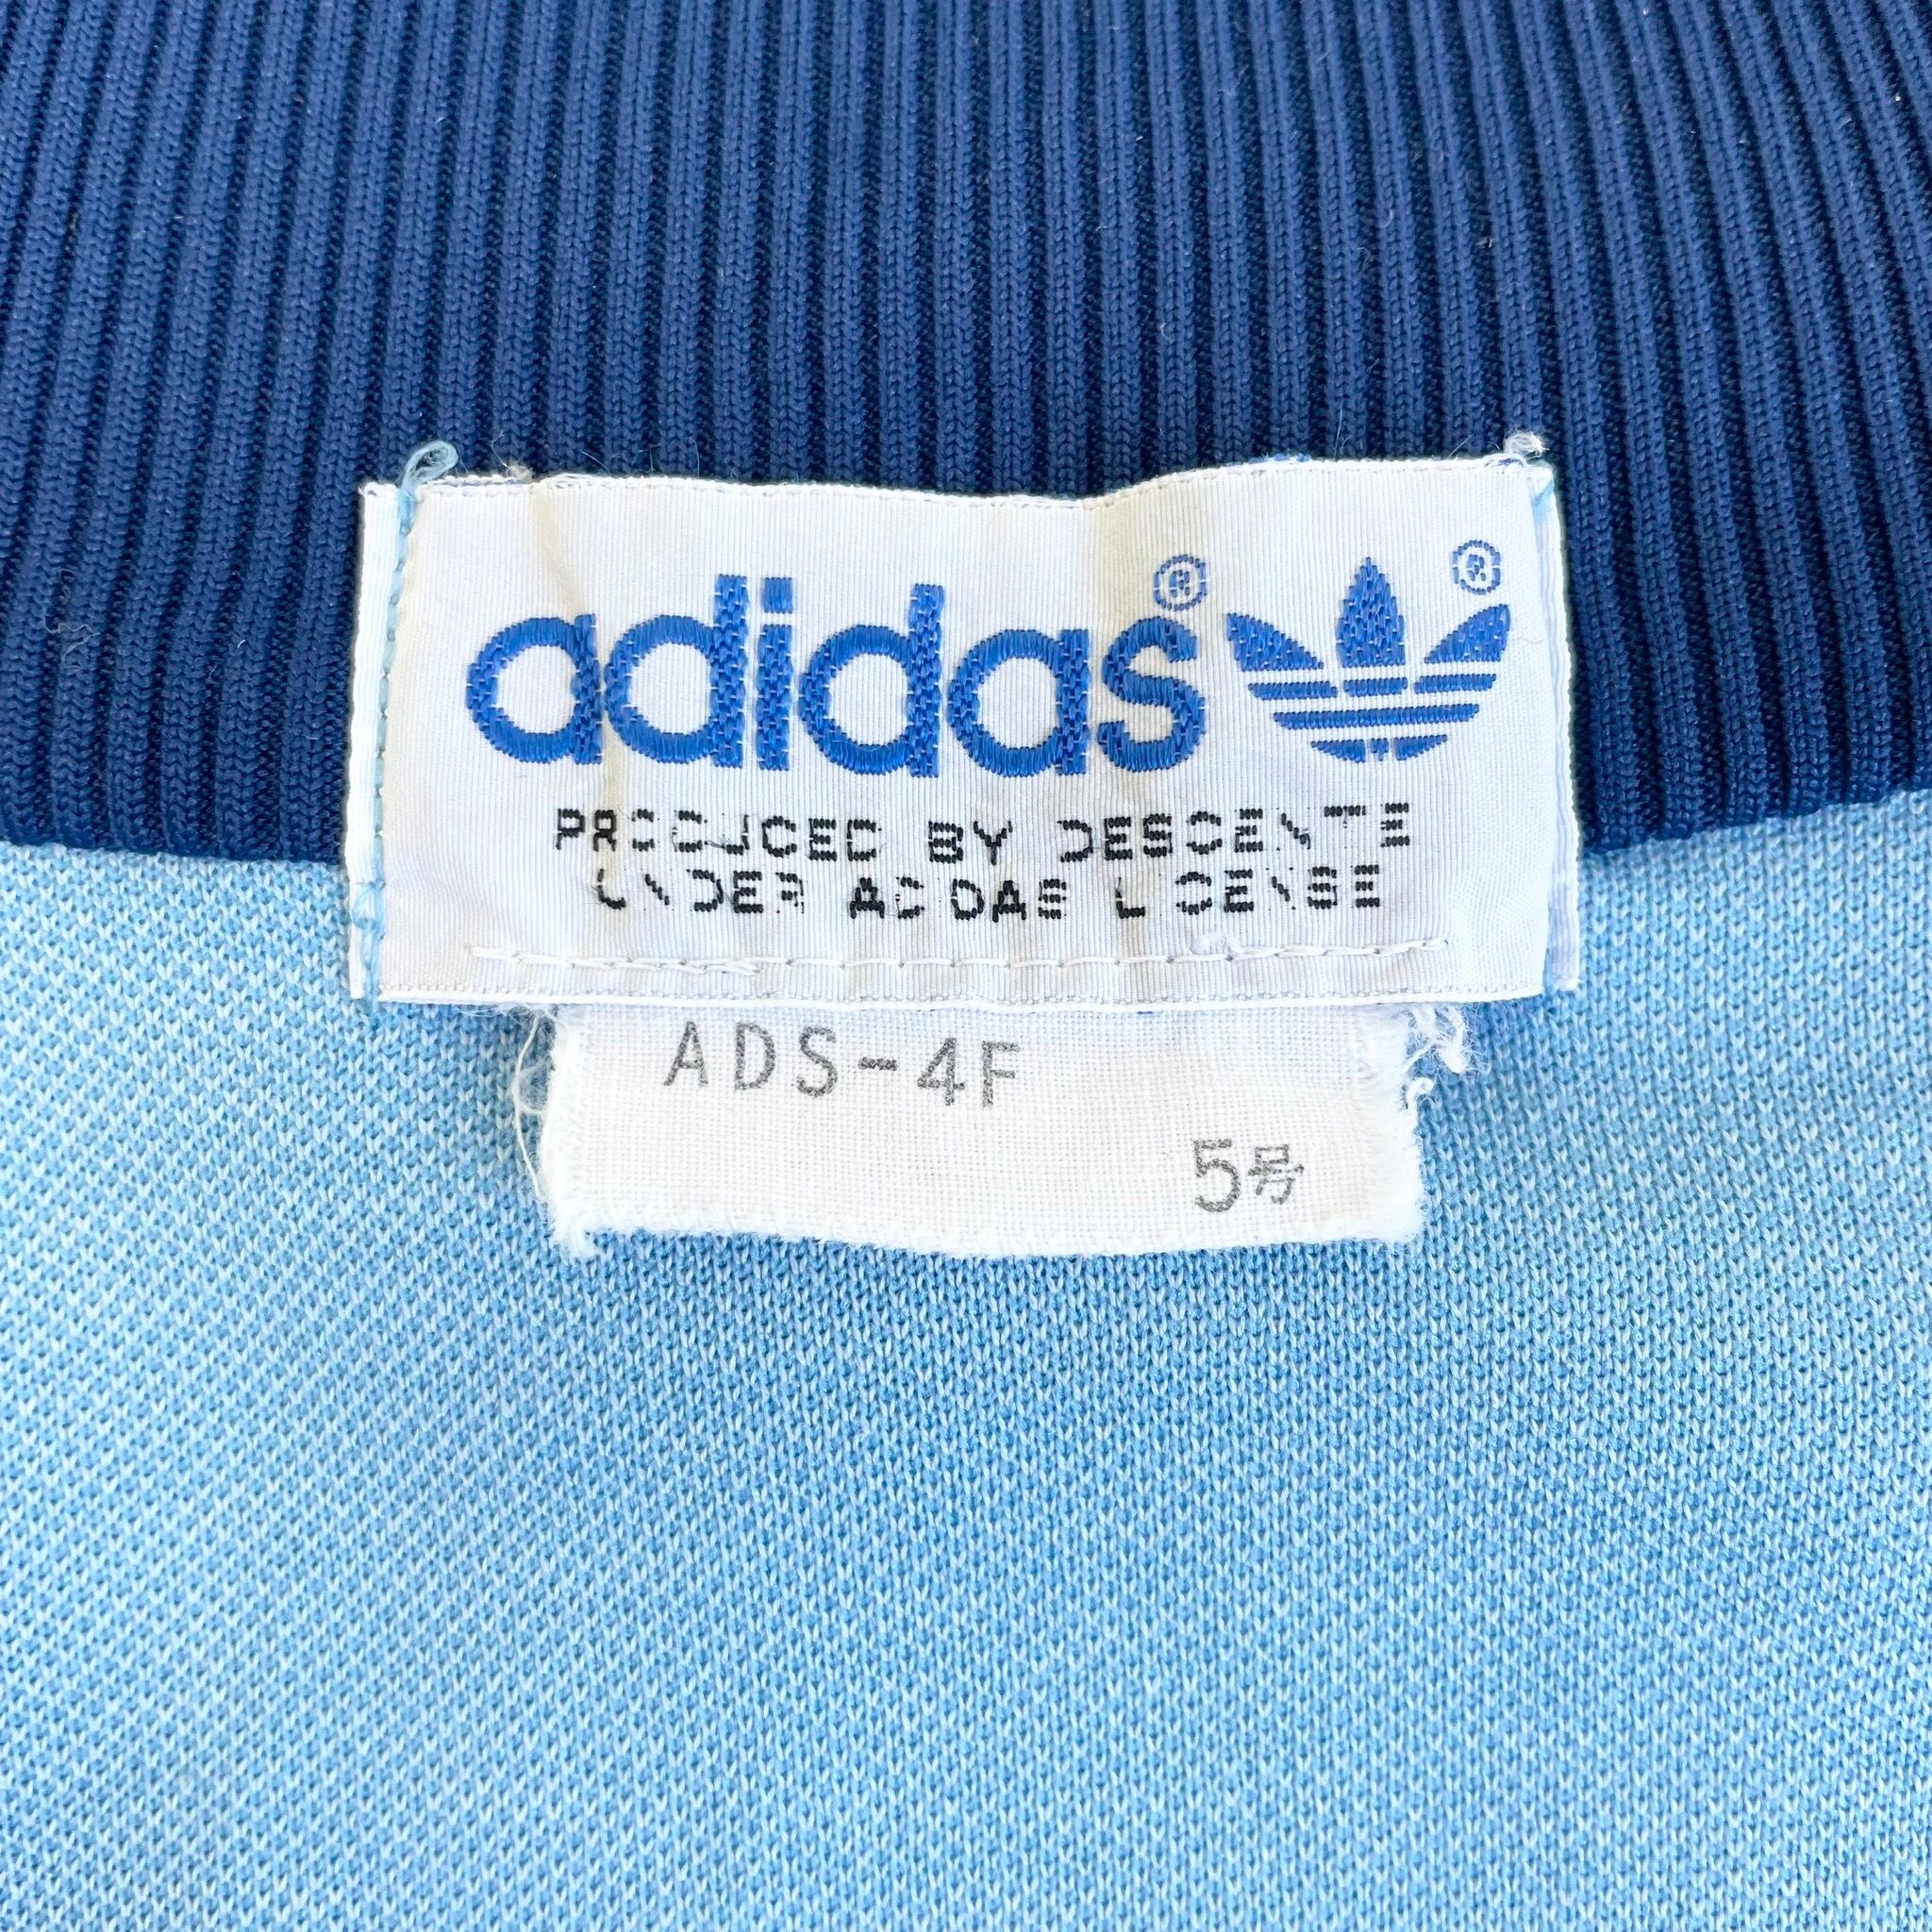 adidas® ®
PRODUCED BY DESCENTE
UNDER ADIDAS LICENSE
ADS-4F
5号